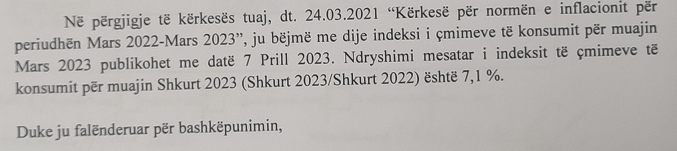 Në përgjigje të kërkesës tuaj, dt. 24.03.2021 “Kërkesë për normën e inflacionit për
periudhën Mars 2022-Mars 2023”, ju bëjmë me dije indeksi i çmimeve të konsumit për muajin
Mars 2023 publikohet me datë 7 Prill 2023. Ndryshimi mesatar i indeksit të çmimeve të
konsumit për muajin Shkurt 2023 (Shkurt 2023/Shkurt 2022) është 7,1 %.
Duke ju falënderuar për bashkëpunimin,